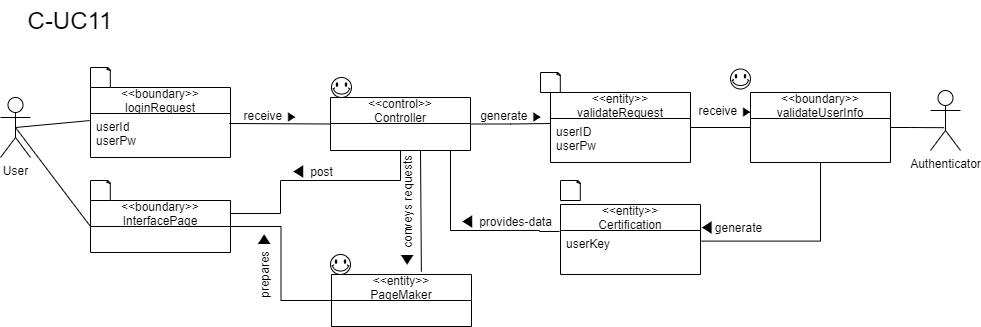 C-UC11
<<boundary>>
loginRequest
userId
userPw
receive
<<control>>
Controller
generate
<<entity>>
validateRequest
userID
userPw
receive
<<boundary>>
validateUserInfo
User
Authenticator
post
conveys requests
<<boundary>>
InterfacePage
provides-data
<<entity>>
Certification
userKey
generate
prepares
<<entity>>
PageMaker